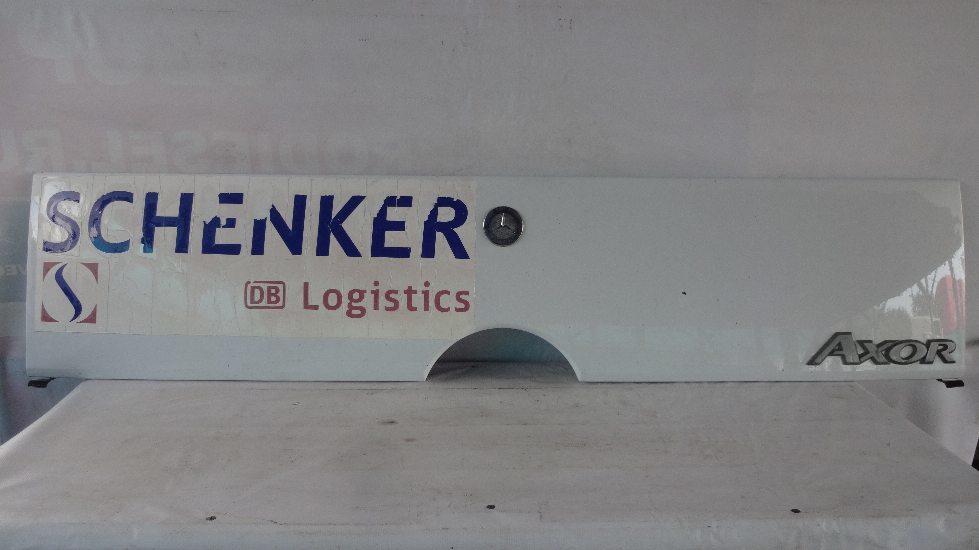 SCHENKER
DB Logistics
AXOR